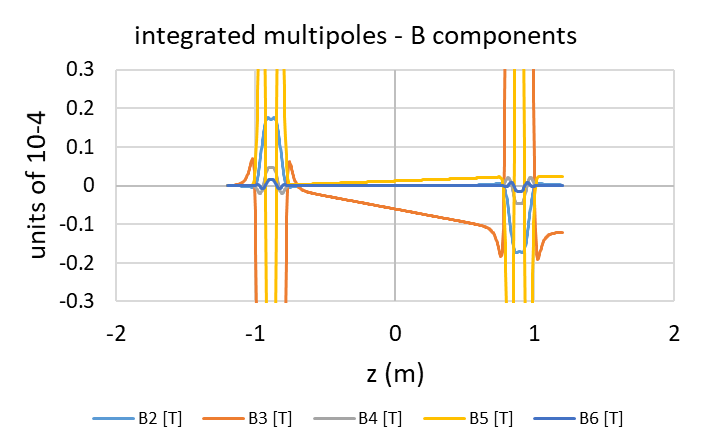 integrated multipoles - B components
units of 10-4
0.3
0.2
0.1
0
-0.1
-0.2
-0.3
-2 -1 0 1 2
z (m)
B2 [T] B3 [T] B4 [T] B5 [T] B6 [T]